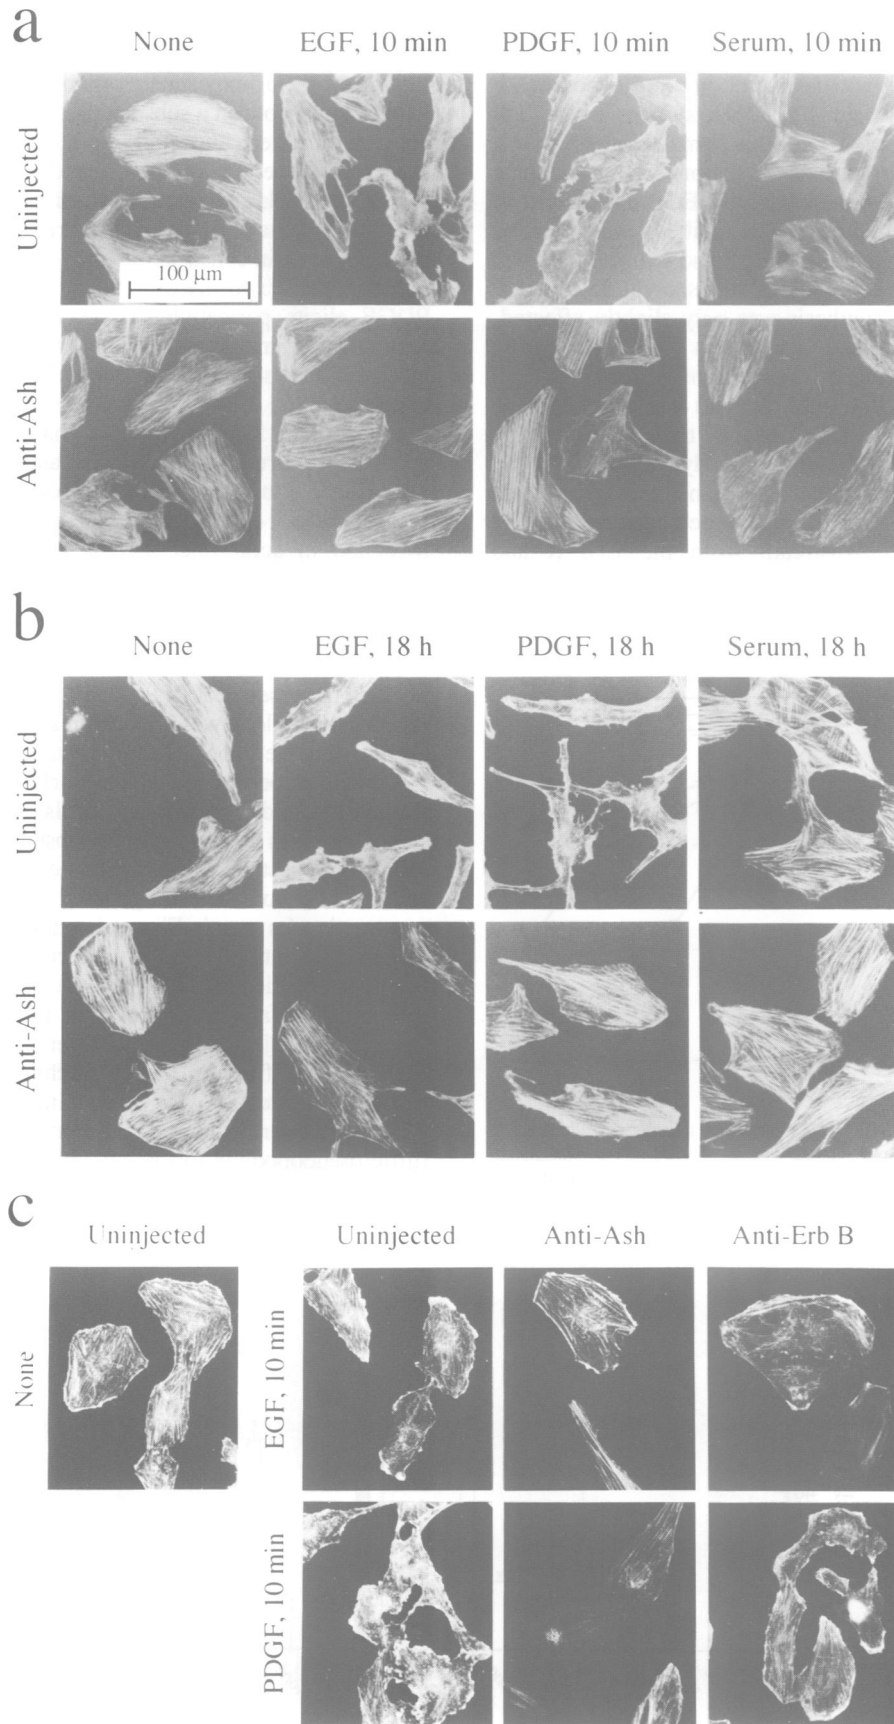 a
None EGF, 10 min PDGF, 10 min Serum, 10 min
Uninjected
100 μm
Anti-Ash
b
None EGF, 18 h PDGF, 18 h Serum, 18 h
Uninjected
Anti-Ash
c
Uninjected Uninjected Anti-Ash Anti-Erb B
None
EGF, 10 min
PDGF, 10 min